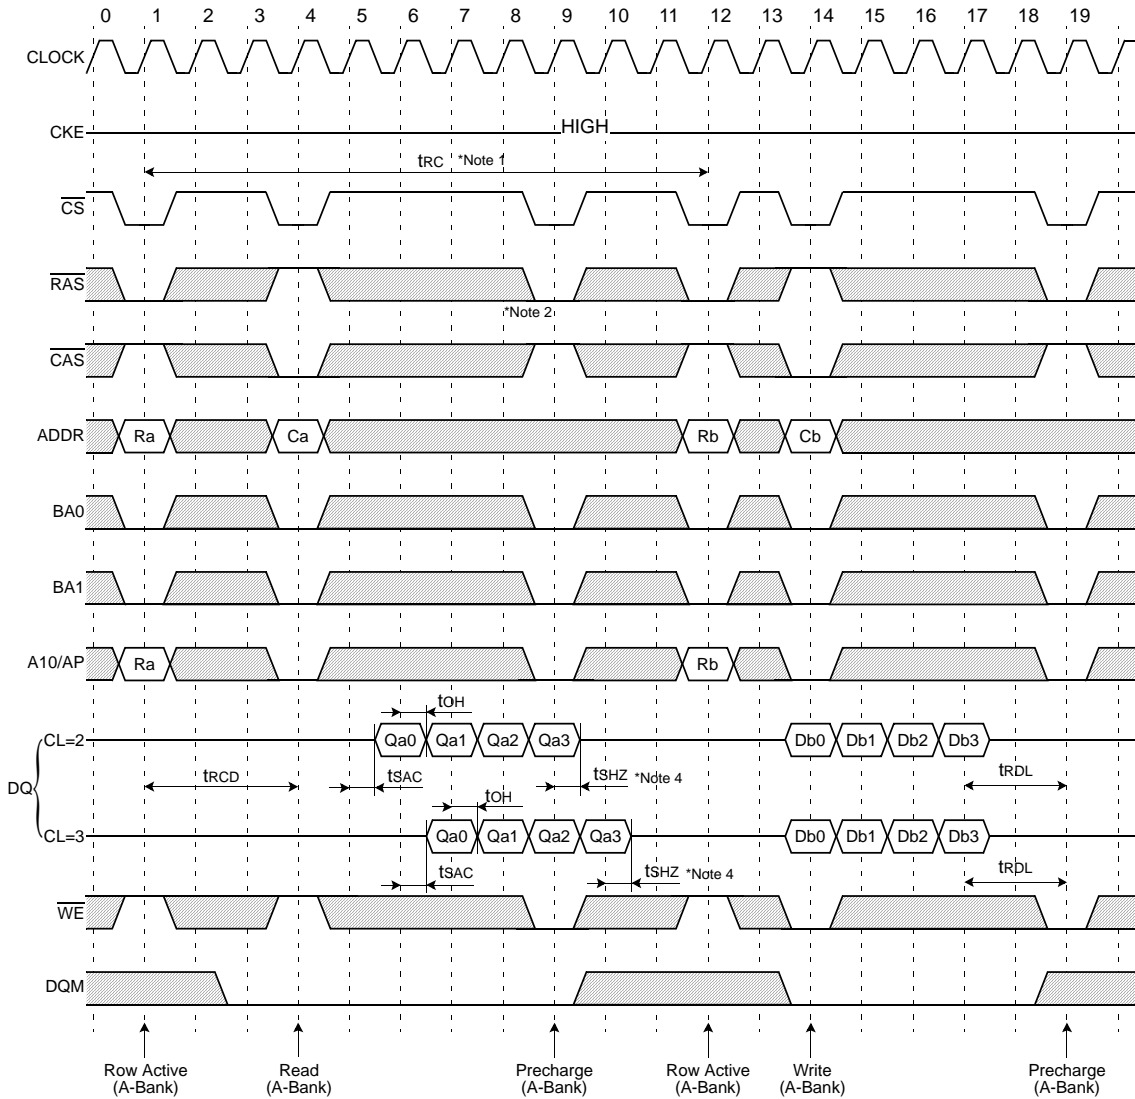 0 1 2 3 4 5 6 7 8 9 10 11 12 13 14 15 16 17 18 19
CLOCK
CKE HIGH
tRC *Note 1
CS
RAS
*Note 2
CAS
ADDR Ra Ca Rb Cb
BA0
BA1
A10/AP Ra Rb
tOH
CL=2 Qa0 Qa1 Qa2 Qa3 Db0 Db1 Db2 Db3
DQ tRCD tSAC tSHZ *Note 4 tRDL
tOH
CL=3 Qa0 Qa1 Qa2 Qa3 Db0 Db1 Db2 Db3
tSAC tSHZ *Note 4 tRDL
WE
DQM
Row Active Read Precharge Row Active Write Precharge
(A-Bank) (A-Bank) (A-Bank) (A-Bank) (A-Bank) (A-Bank)